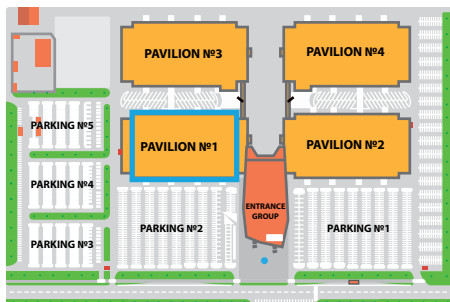 PAVILION №3
PAVILION №4
PARKING №5
PAVILION №1
PAVILION №2
PARKING №4
ENTRANCE
GROUP
PARKING №2
PARKING №1
PARKING №3